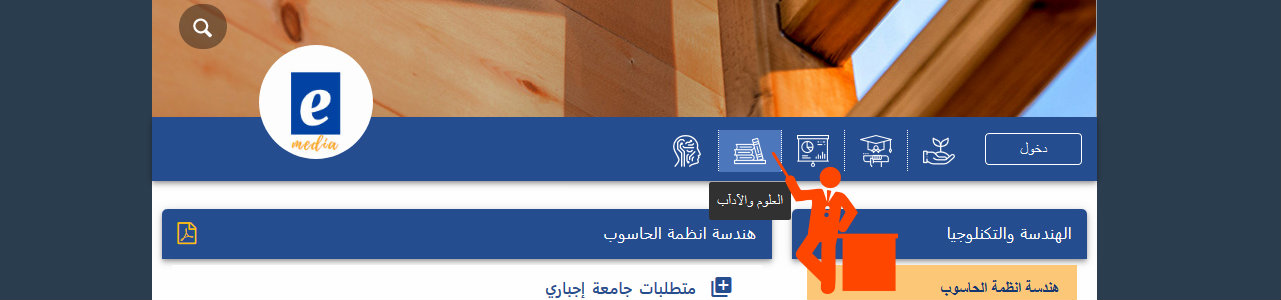 e
media
دخول
العلوم والآداب
الهندسة والتكنلوجيا
هندسة انظمة الحاسوب
هندسة انظمة الحاسوب
متطلبات جامعة إجباري